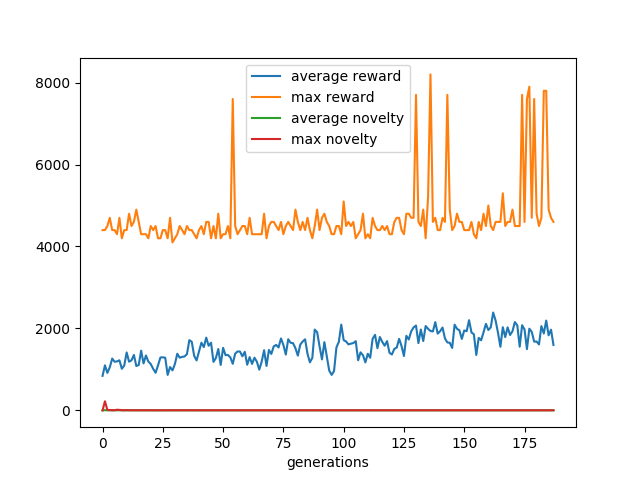 average reward
max reward
average novelty
max novelty
8000
6000
4000
2000
0
0 25 50 75 100 125 150 175
generations